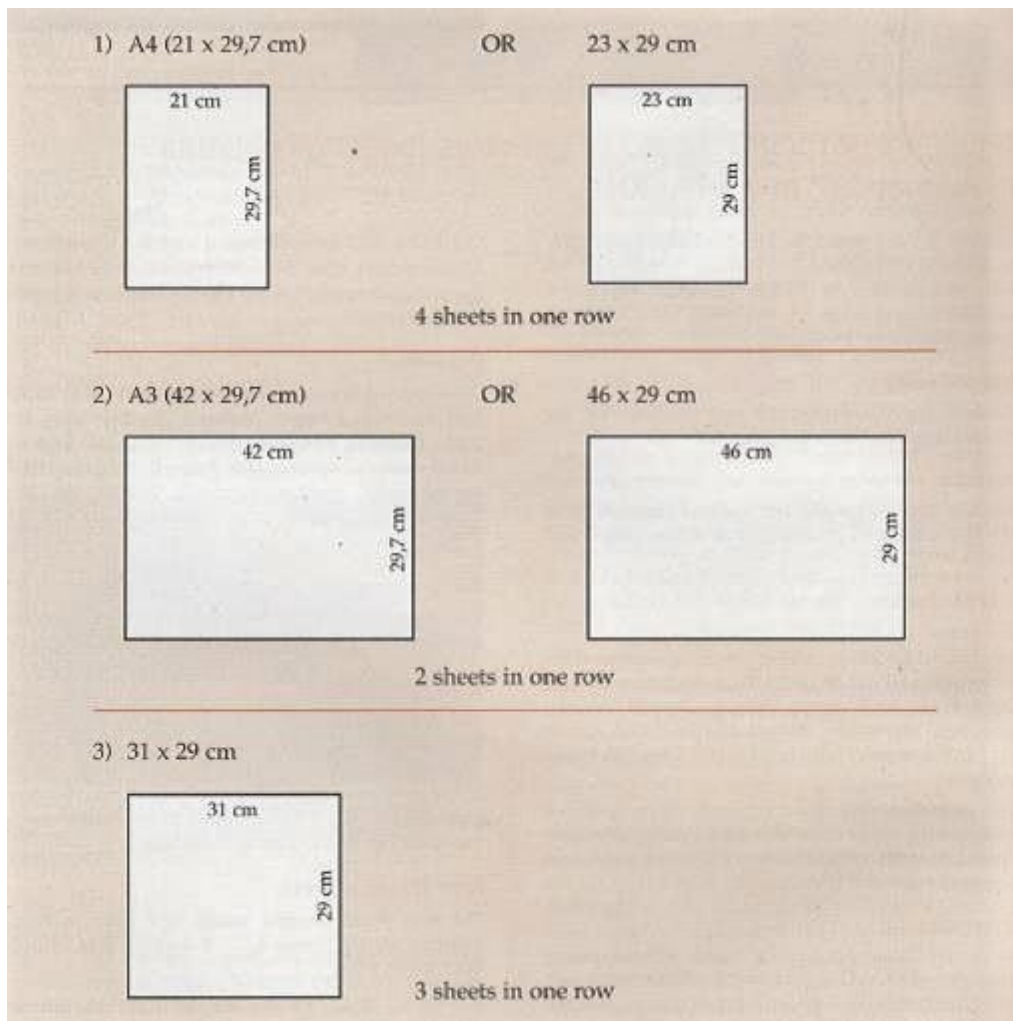 1) A4 (21 x 29,7 cm) OR 23 x 29 cm
21 cm 23 cm
29,7 cm 29 cm
4 sheets in one row
2) A3 (42 x 29,7 cm) OR 46 x 29 cm
42 cm 46 cm
29,7 cm 29 cm
2 sheets in one row
3) 31 x 29 cm
31 cm
29 cm
3 sheets in one row